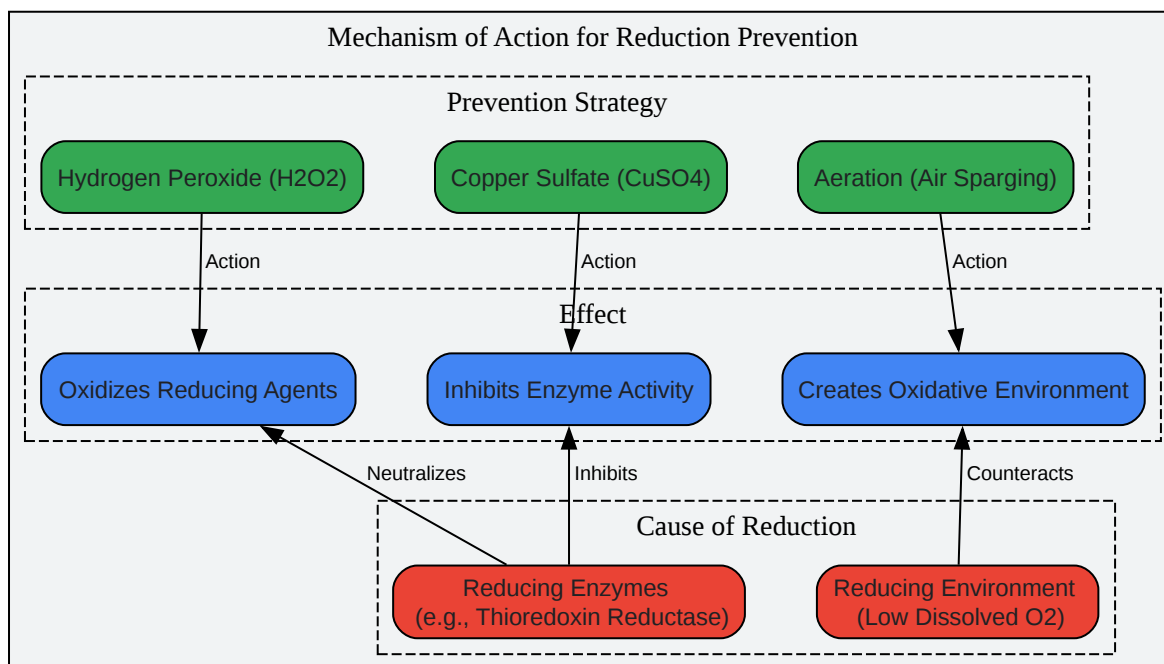 Mechanism of Action for Reduction Prevention
Prevention Strategy
Hydrogen Peroxide (H2O2)
Copper Sulfate (CuSO4)
Aeration (Air Sparging)
Action
Action
Action
Effect
Oxidizes Reducing Agents
Inhibits Enzyme Activity
Creates Oxidative Environment
Neutralizes
Inhibits
Counteracts
Cause of Reduction
Reducing Enzymes
(e.g., Thioredoxin Reductase)
Reducing Environment
(Low Dissolved O2)